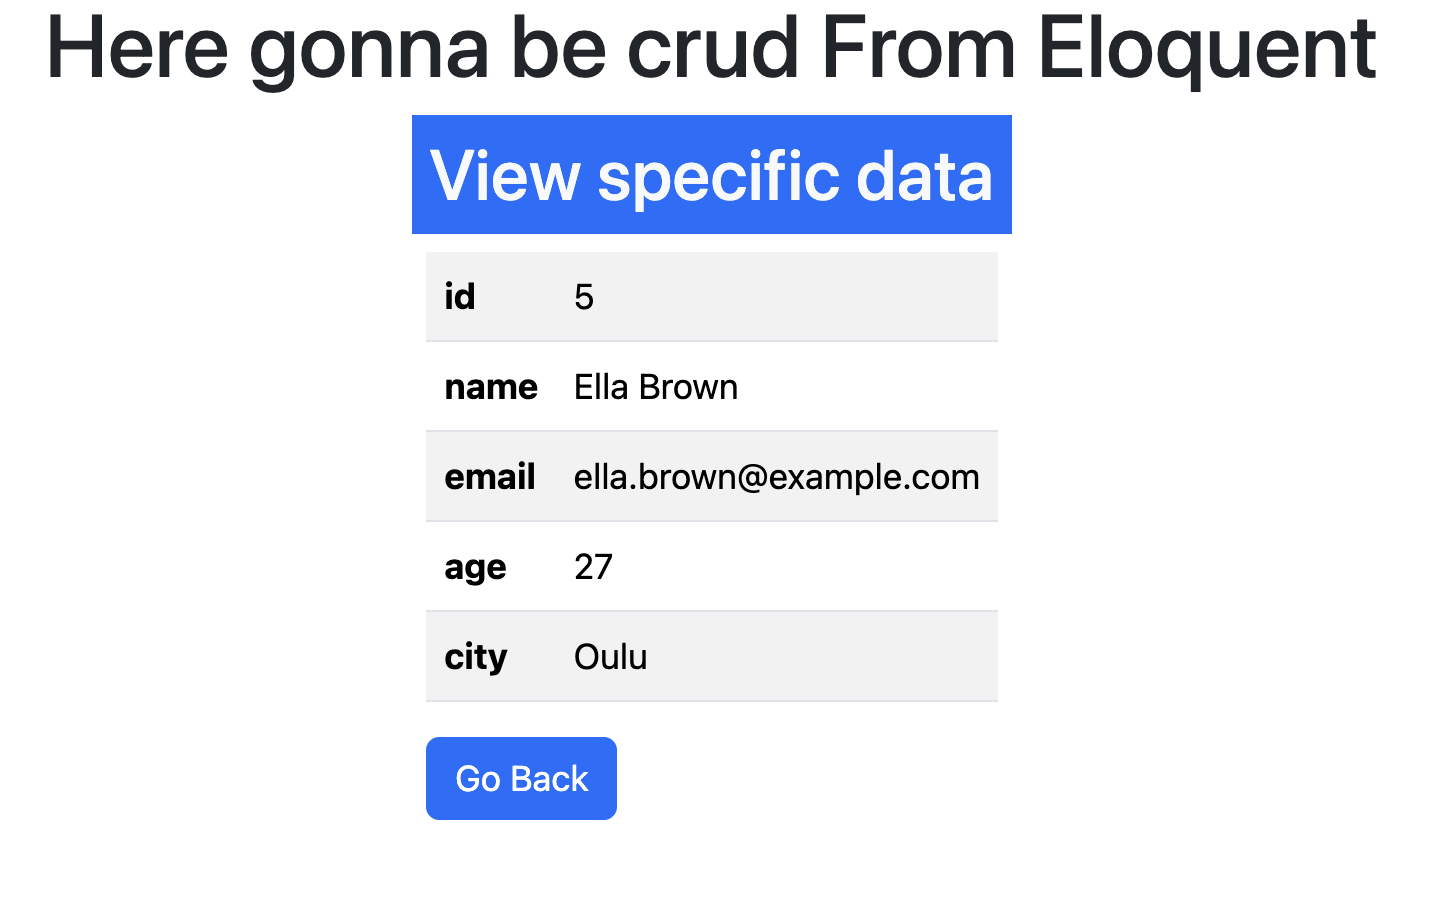 Here gonna be crud From Eloquent
View specific data
id 5
name Ella Brown
email ella.brown@example.com
age 27
city Oulu
Go Back